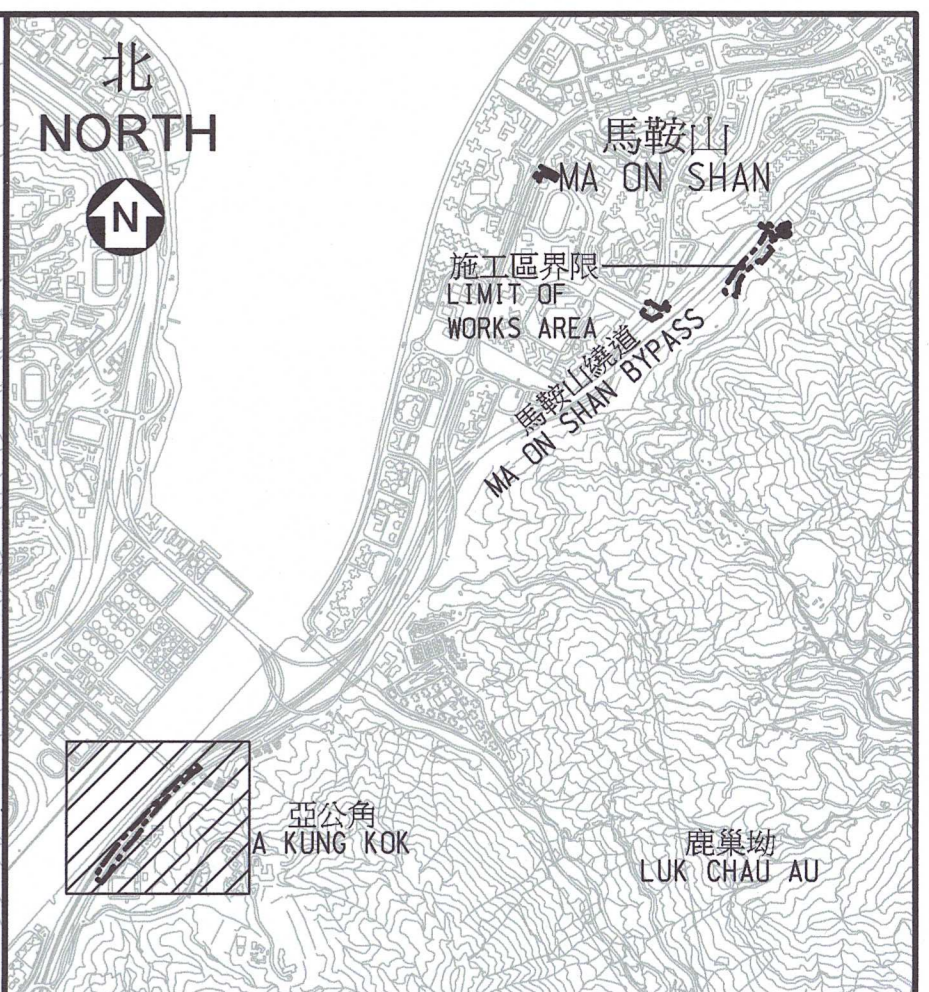 北
NORTH
N
馬鞍山
MA ON SHAN
施工區界限
LIMIT OF
WORKS AREA
馬鞍山繞道
MA ON SHAN BYPASS
亞公角
A KUNG KOK
鹿巢坳
LUK CHAU AU